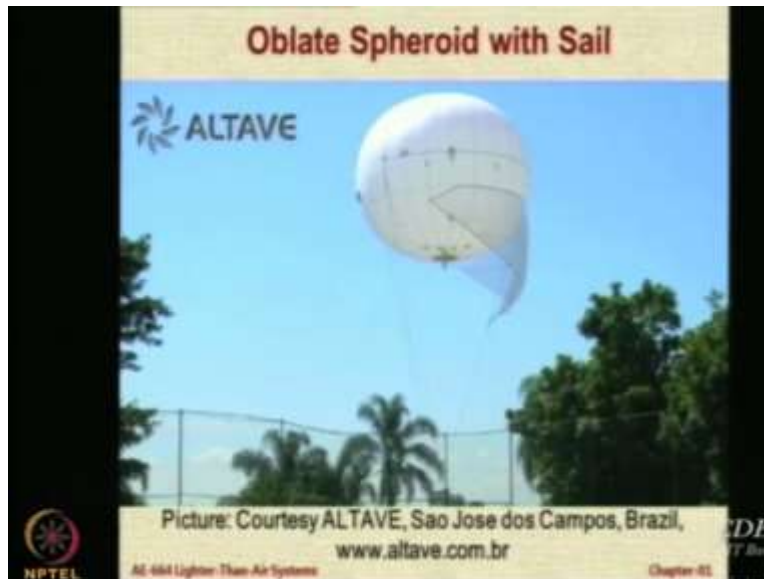 Oblate Spheroid with Sail
ALTAVE
Picture: Courtesy ALTAVE, Sao Jose dos Campos, Brazil,
www.altave.com.br
AE-664 Lighter-Than-Air Systems
Chapter-01
NPTEL